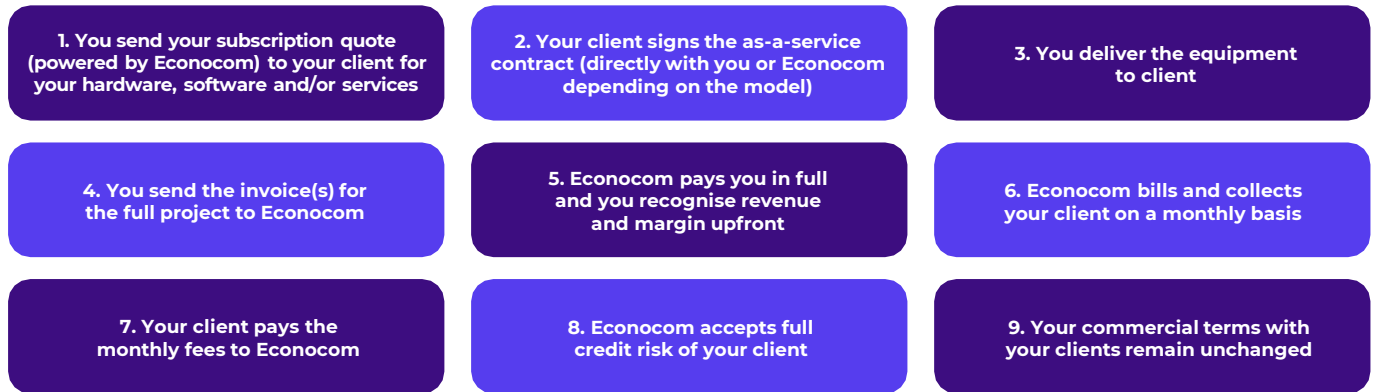 1. You send your subscription quote
(powered by Econocom) to your client for
your hardware, software and/or services
2. Your client signs the as-a-service
contract (directly with you or Econocom
depending on the model)
3. You deliver the equipment
to client
4. You send the invoice(s) for
the full project to Econocom
5. Econocom pays you in full
and you recognise revenue
and margin upfront
6. Econocom bills and collects
your client on a monthly basis
7. Your client pays the
monthly fees to Econocom
8. Econocom accepts full
credit risk of your client
9. Your commercial terms with
your clients remain unchanged